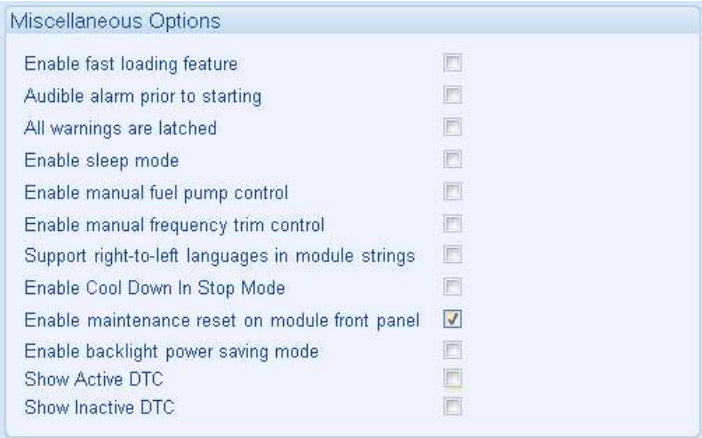 Miscellaneous Options
Enable fast loading feature
Audible alarm prior to starting
All warnings are latched
Enable sleep mode
Enable manual fuel pump control
Enable manual frequency trim control
Support right-to-left languages in module strings
Enable Cool Down In Stop Mode
Enable maintenance reset on module front panel
Enable backlight power saving mode
Show Active DTC
Show Inactive DTC